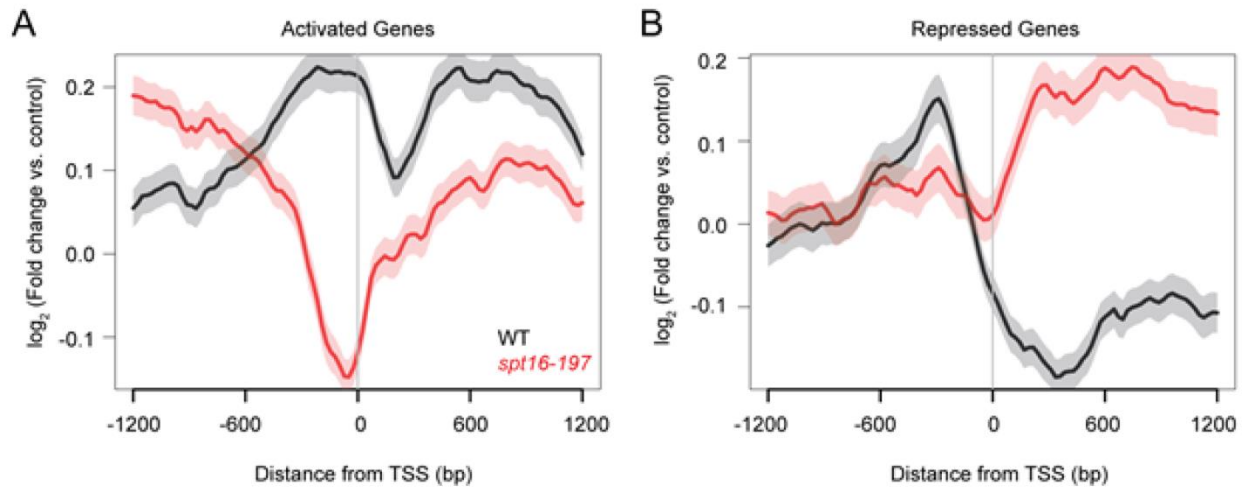 A
Activated Genes
log₂ (Fold change vs. control)
0.2
0.1
0.0
-0.1
WT
spt16-197
-1200
-600
0
600
1200
Distance from TSS (bp)
B
Repressed Genes
log₂ (Fold change vs. control)
0.2
0.1
0.0
-0.1
-1200
-600
0
600
1200
Distance from TSS (bp)